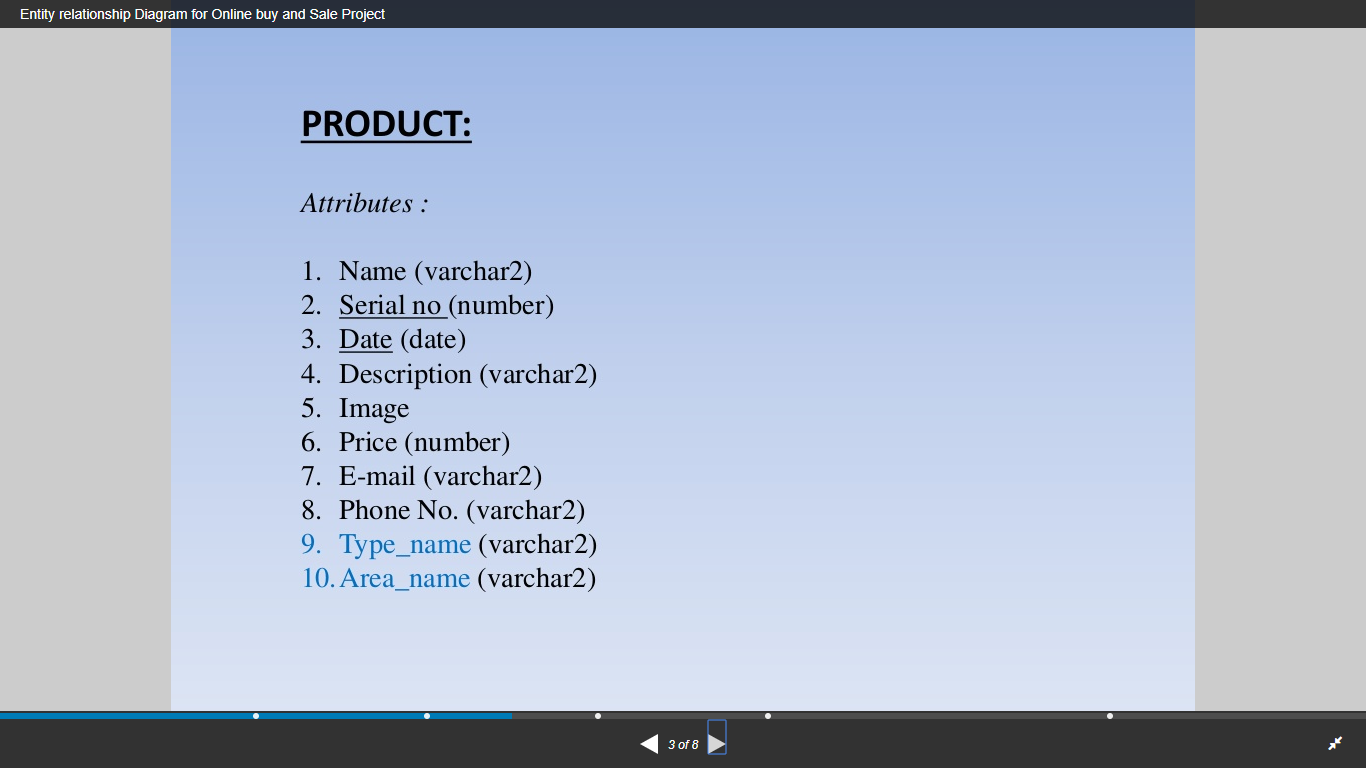 Entity relationship Diagram for Online buy and Sale Project
PRODUCT:
Attributes :
1. Name (varchar2)
2. Serial no (number)
3. Date (date)
4. Description (varchar2)
5. Image
6. Price (number)
7. E-mail (varchar2)
8. Phone No. (varchar2)
9. Type_name (varchar2)
10. Area_name (varchar2)
3 of 8